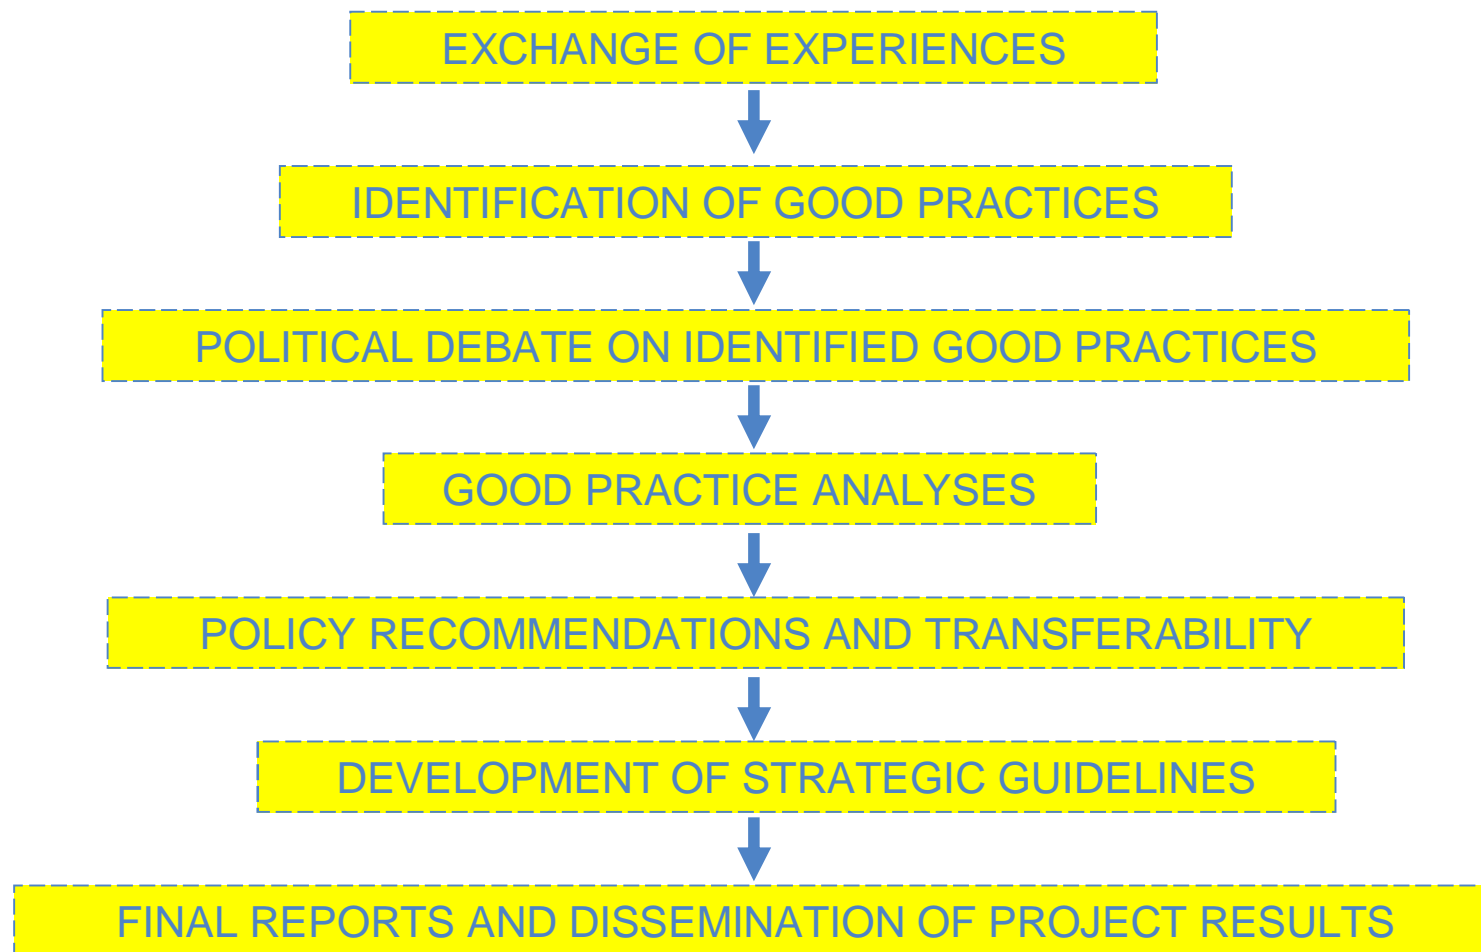 EXCHANGE OF EXPERIENCES
IDENTIFICATION OF GOOD PRACTICES
POLITICAL DEBATE ON IDENTIFIED GOOD PRACTICES
GOOD PRACTICE ANALYSES
POLICY RECOMMENDATIONS AND TRANSFERABILITY
DEVELOPMENT OF STRATEGIC GUIDELINES
FINAL REPORTS AND DISSEMINATION OF PROJECT RESULTS